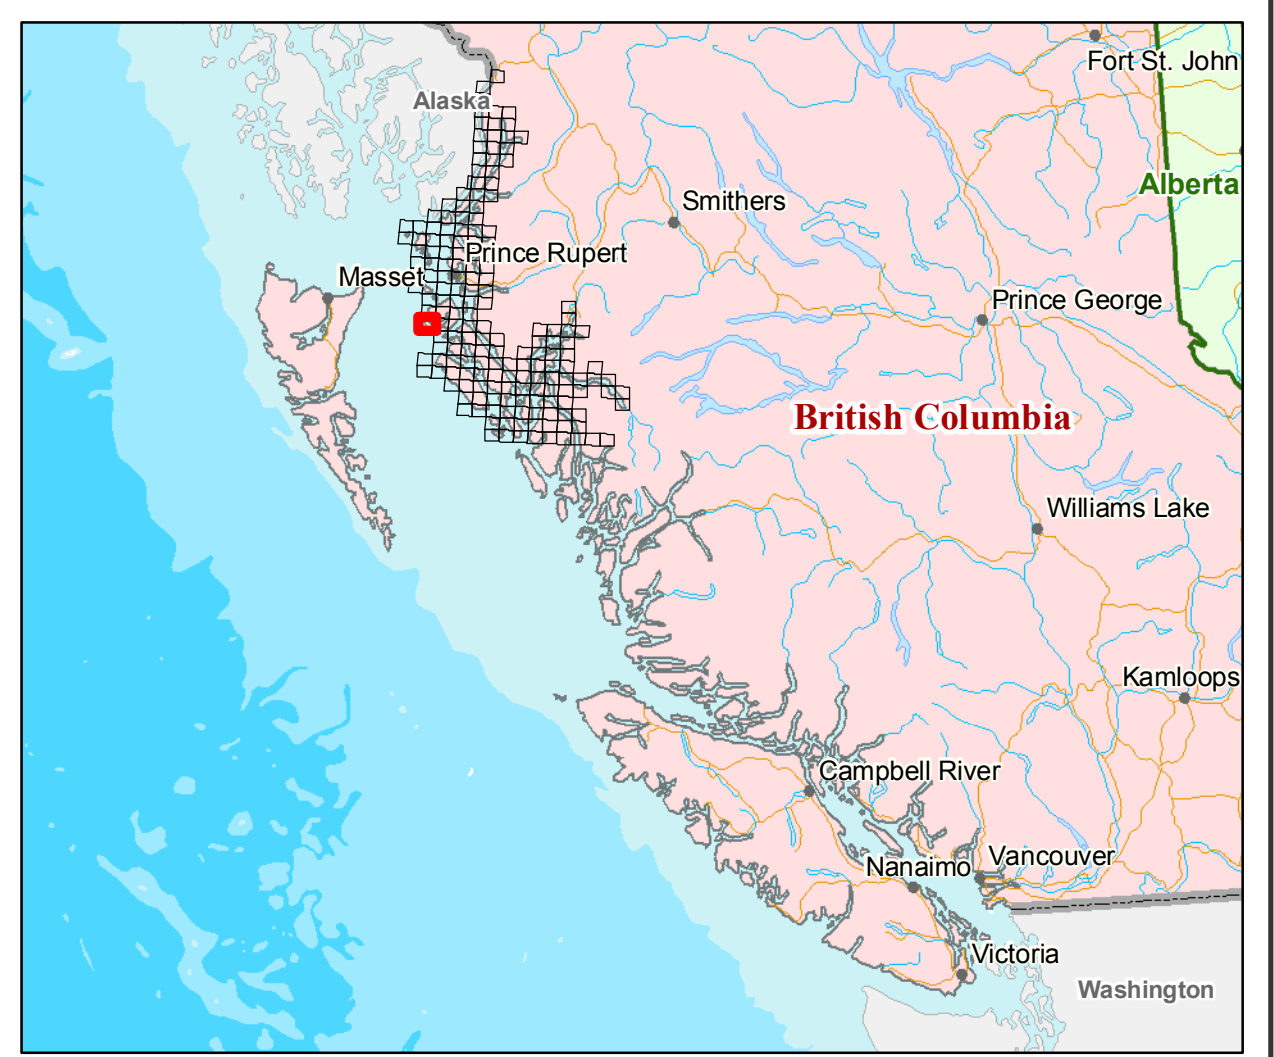 Fort St. John
Alaska
Alberta
Smithers
Prince Rupert
Masset
Prince George
British Columbia
Williams Lake
Kamloops
Campbell River
Vancouver
Nanaimo
Victoria
Washington